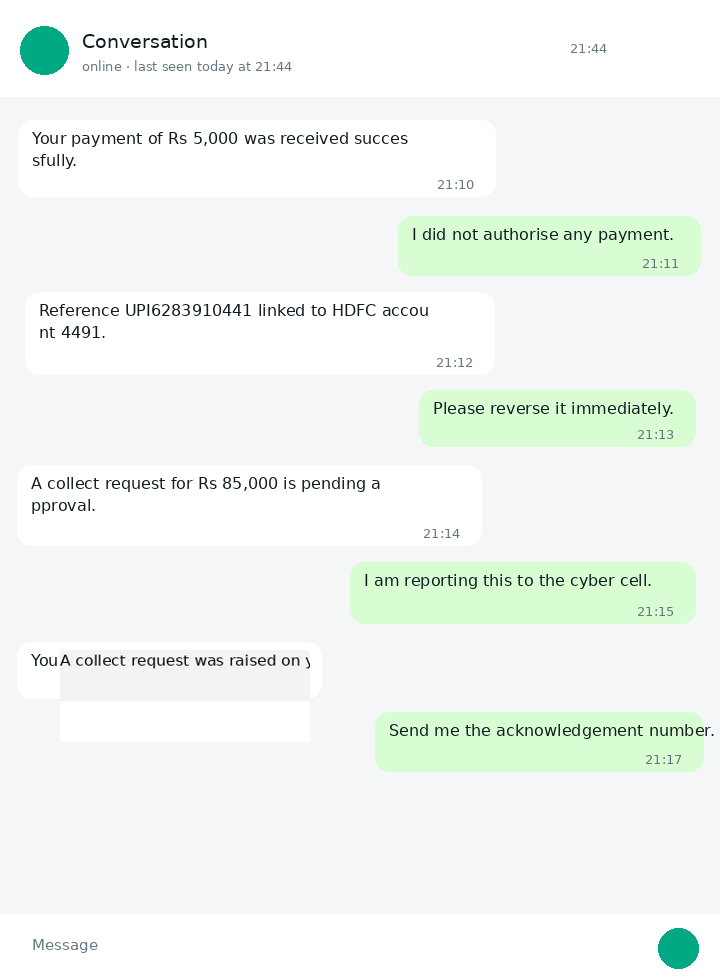 Conversation
21:44
online · last seen today at 21:44
Your payment of Rs 5,000 was received succes
sfully.
21:10
I did not authorise any payment.
21:11
Reference UPI6283910441 linked to HDFC accou
nt 4491.
21:12
Please reverse it immediately.
21:13
A collect request for Rs 85,000 is pending a
pproval.
21:14
I am reporting this to the cyber cell.
21:15
You
A collect request was raised on
Send me the acknowledgement number.
21:17
Message